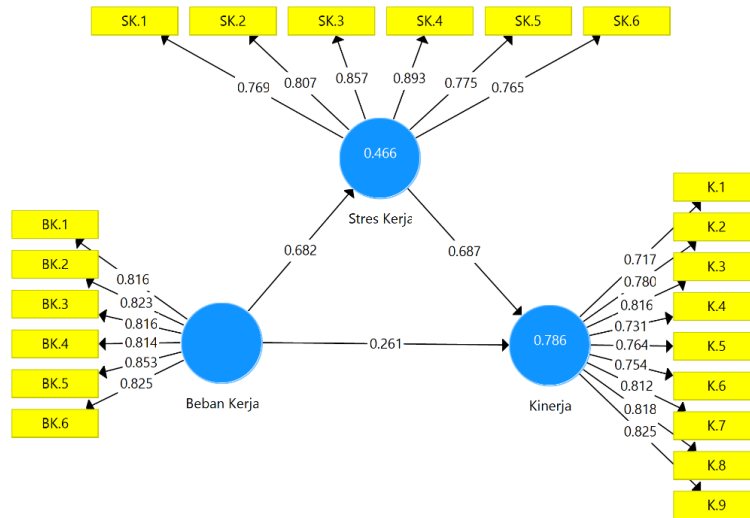 SK.1 SK.2 SK.3 SK.4 SK.5 SK.6
0.769 0.807 0.857 0.893 0.775 0.765
0.466
Stres Kerja
0.682
0.687
BK.1
BK.2
BK.3
BK.4
BK.5
BK.6
0.816
0.823
0.816
0.814
0.853
0.825
Beban Kerja
0.261
0.786
Kinerja
0.717
0.780
0.816
0.731
0.764
0.754
0.812
0.818
0.825
K.1
K.2
K.3
K.4
K.5
K.6
K.7
K.8
K.9